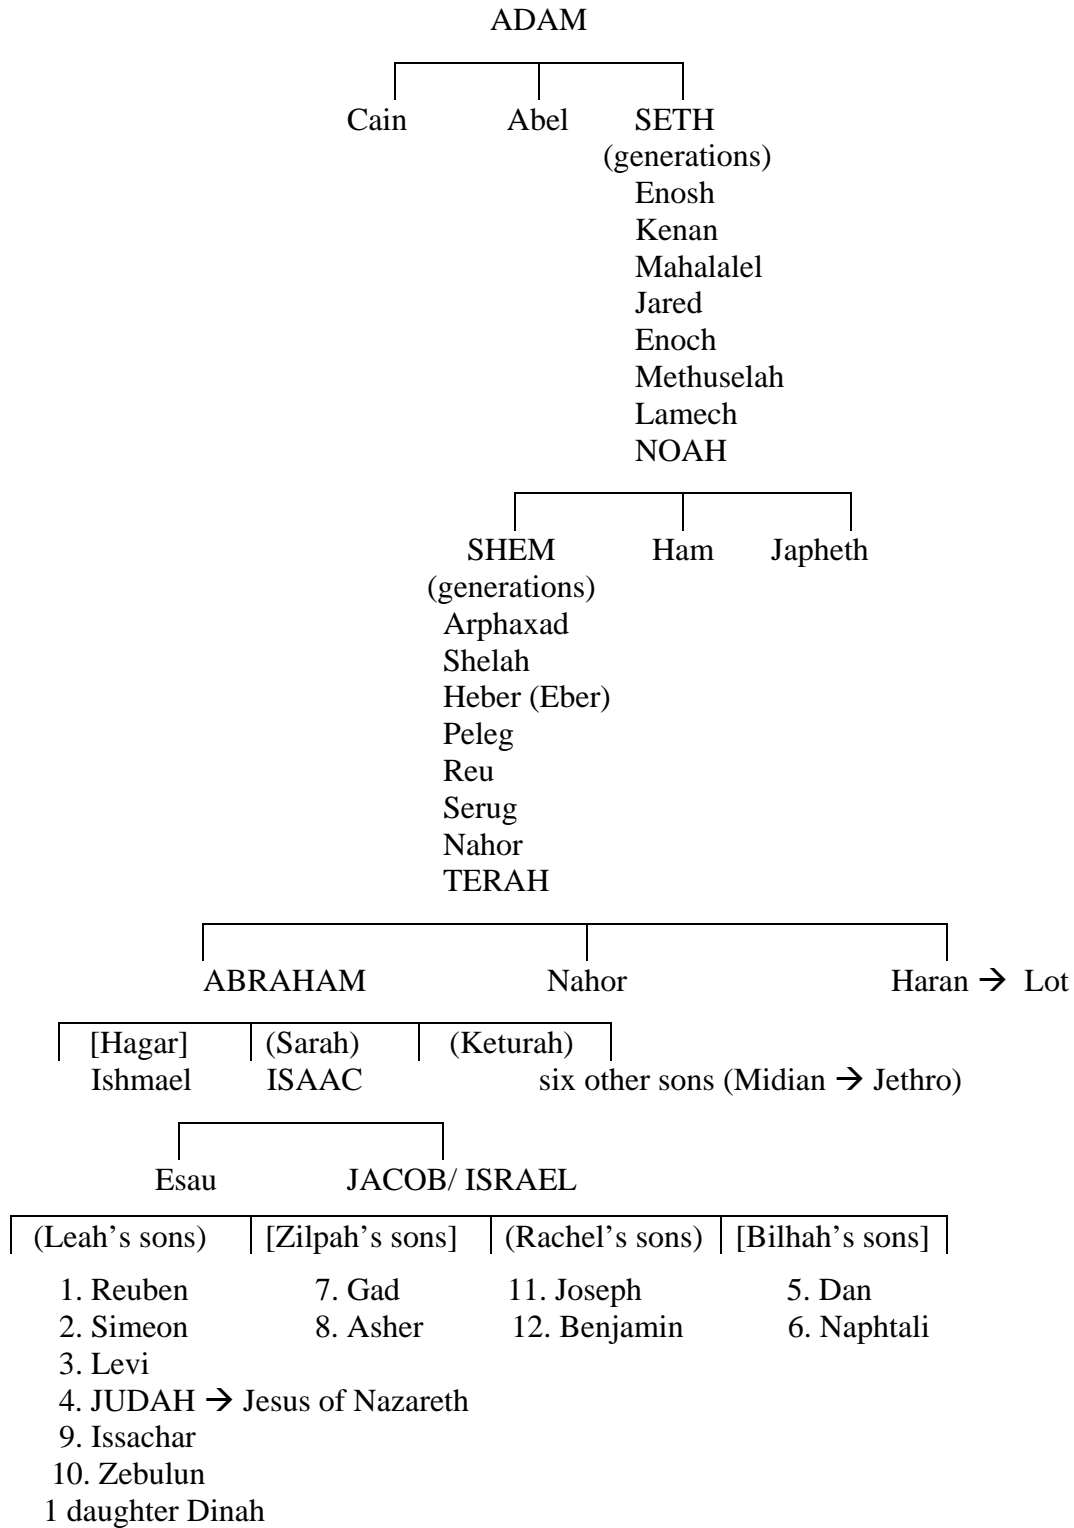 ADAM
Cain Abel SETH
(generations)
Enosh
Kenan
Mahalalel
Jared
Enoch
Methuselah
Lamech
NOAH
SHEM Ham Japheth
(generations)
Arphaxad
Shelah
Heber (Eber)
Peleg
Reu
Serug
Nahor
TERAH
ABRAHAM Nahor Haran → Lot
[Hagar] (Sarah) (Keturah)
Ishmael ISAAC six other sons (Midian → Jethro)
Esau JACOB/ ISRAEL
(Leah’s sons) [Zilpah’s sons] (Rachel’s sons) [Bilhah’s sons]
1. Reuben 7. Gad 11. Joseph 5. Dan
2. Simeon 8. Asher 12. Benjamin 6. Naphtali
3. Levi
4. JUDAH → Jesus of Nazareth
9. Issachar
10. Zebulun
1 daughter Dinah